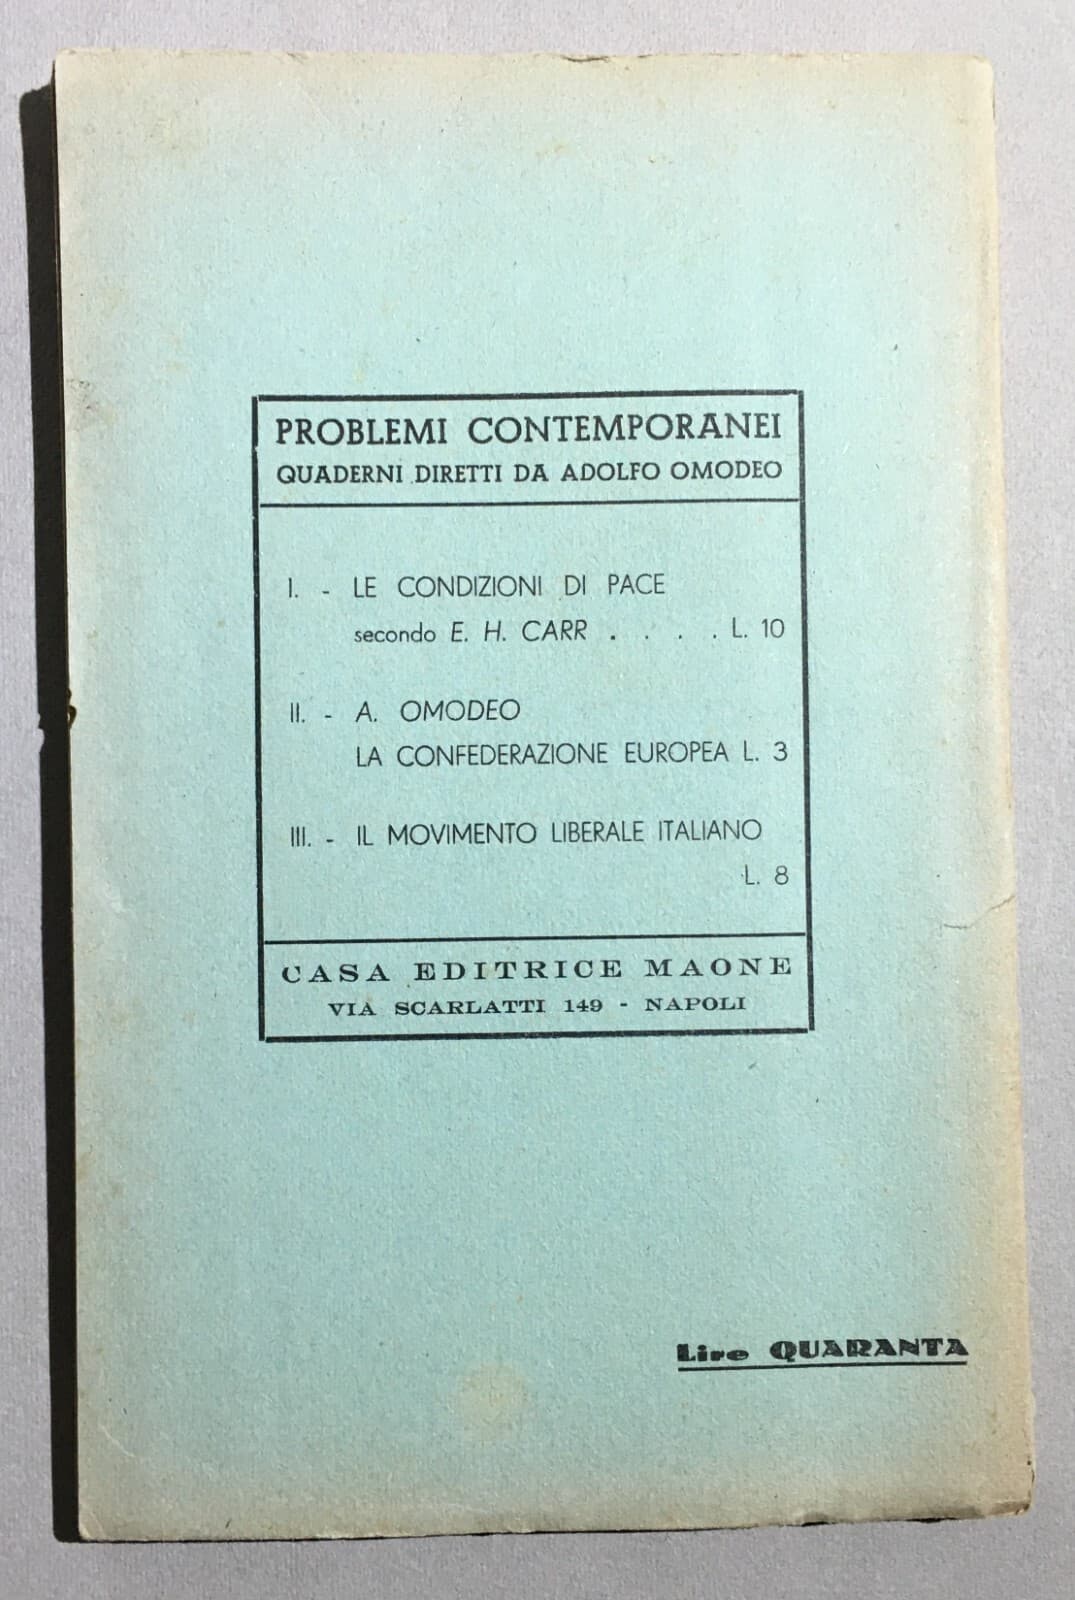 PROBLEMI CONTEMPORANEI
QUADERNI DIRETTI DA ADOLFO OMODEO
I. - LE CONDIZIONI DI PACE
secondo E. H. CARR . . . . L. 10
II. - A. OMODEO
LA CONFEDERAZIONE EUROPEA L. 3
III. - IL MOVIMENTO LIBERALE ITALIANO
L. 8
CASA EDITRICE MAONE
VIA SCARLATTI 149 - NAPOLI
Lire QUARANTA